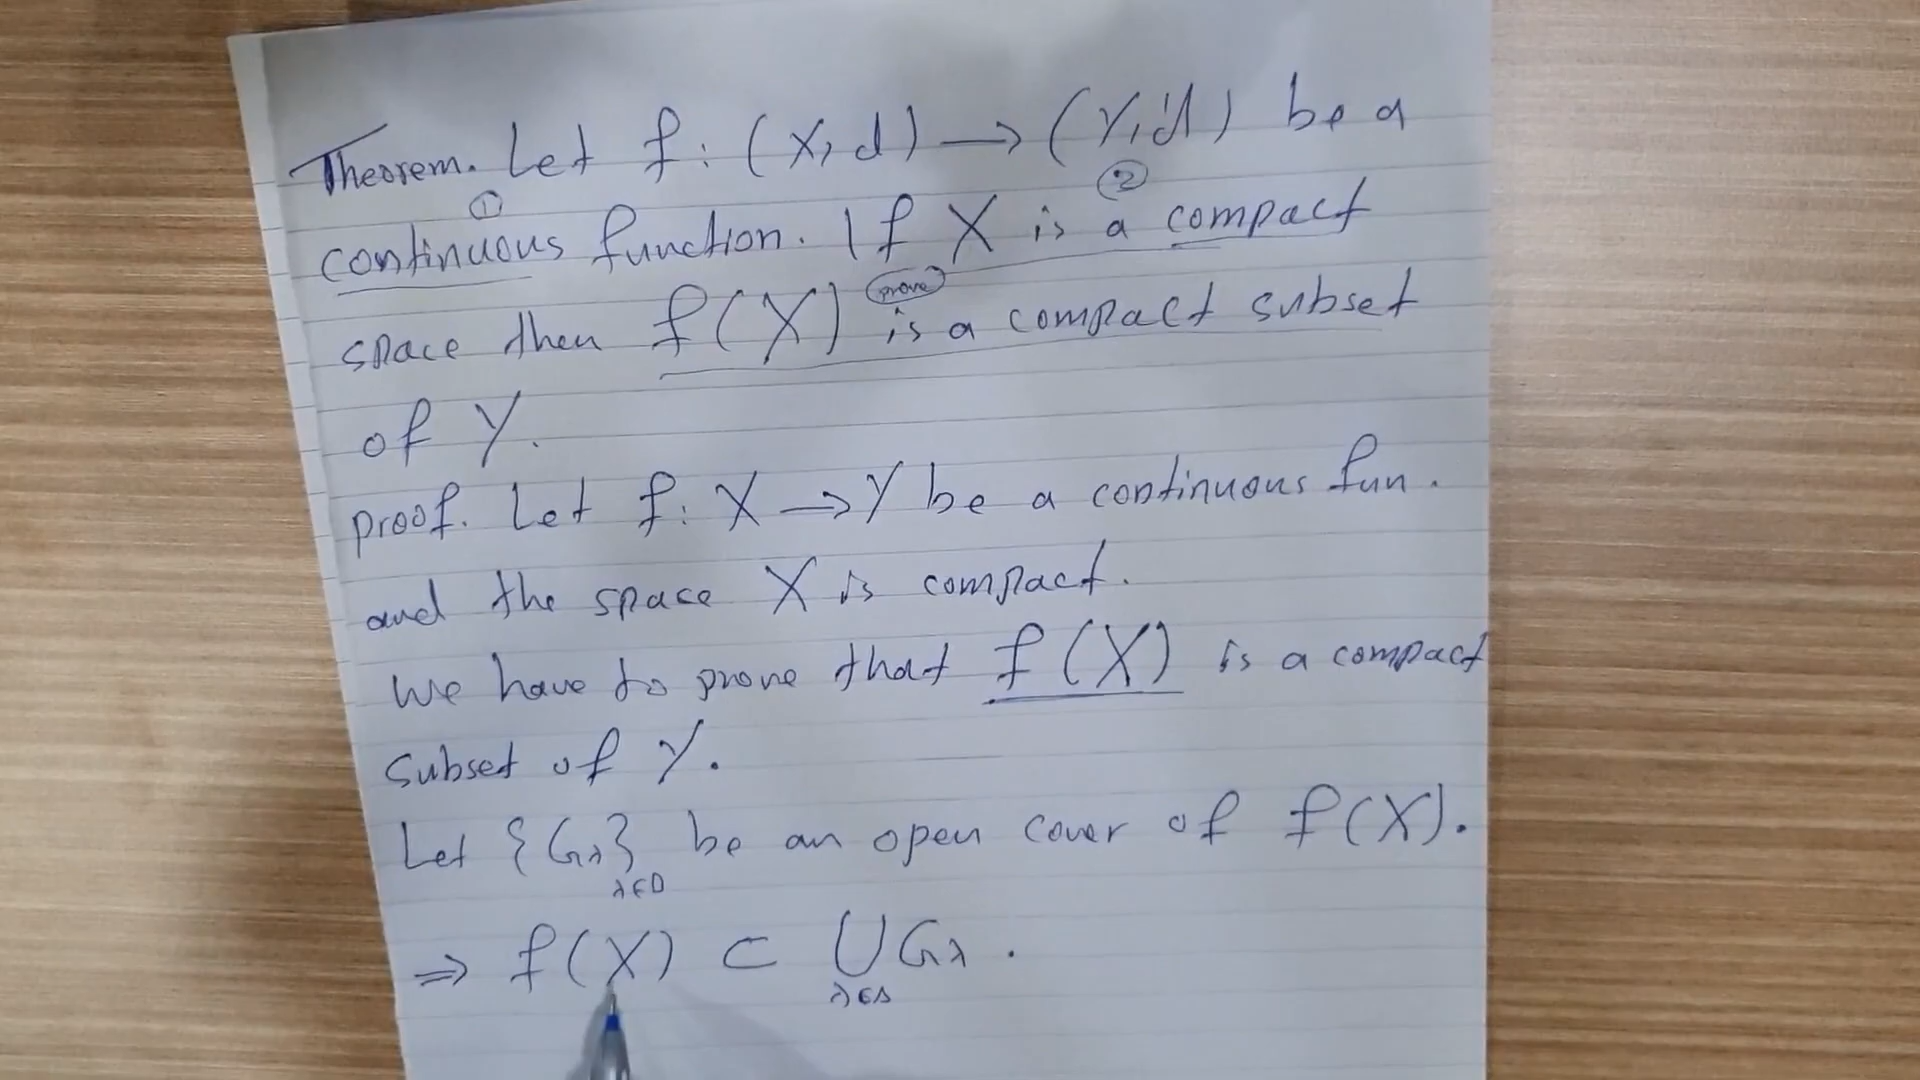 Theorem. Let f: (X, d) → (Y, d') be a
① ②
continuous function. If X is a compact
prove
space then f(X) is a compact subset
of Y.
proof. Let f: X → Y be a continuous fun.
and the space X is compact.
We have to prove that f(X) is a compact
subset of Y.
Let {Gλ} be an open cover of f(X).
λ∈Δ
⇒ f(X) ⊂ ⋃ Gλ .
λ∈Δ